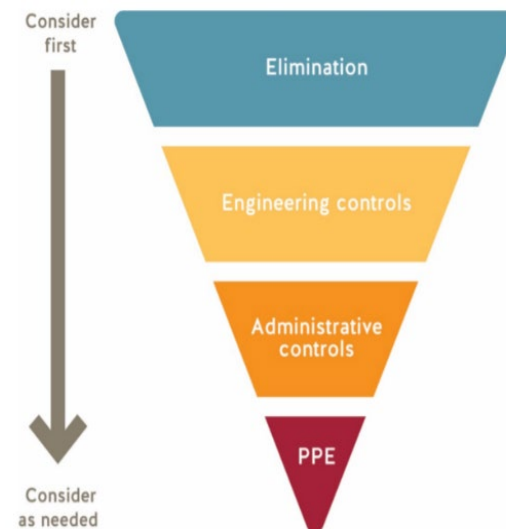 Consider
first
Elimination
Engineering controls
Administrative
controls
PPE
Consider
as needed